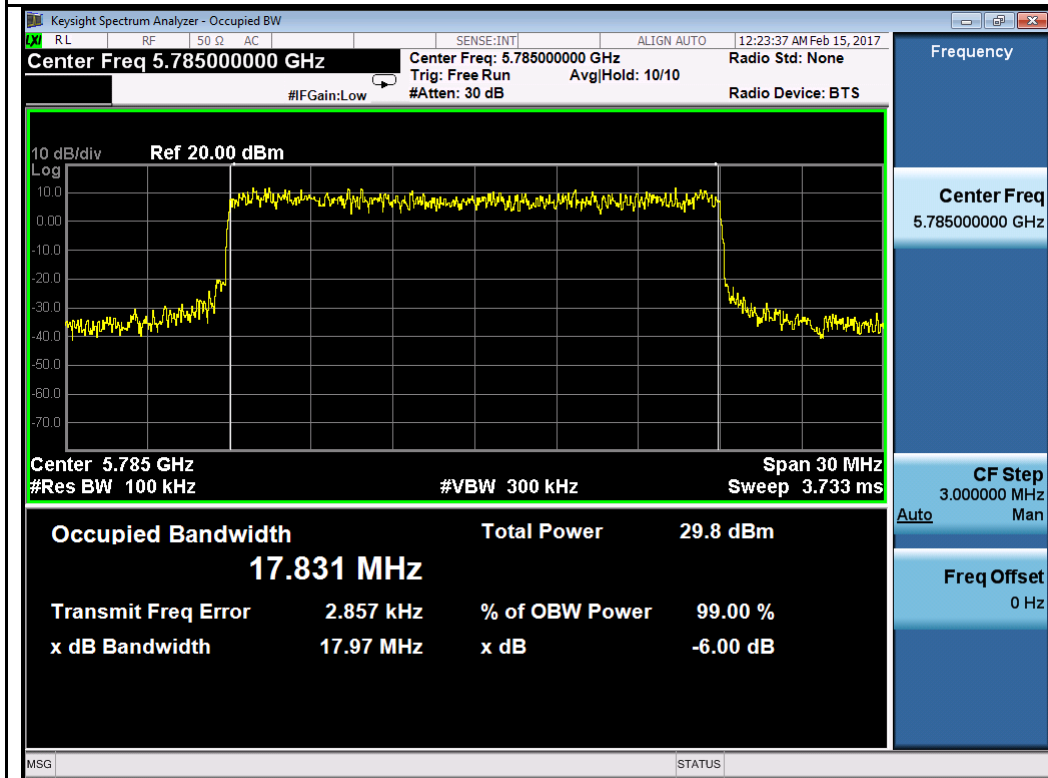 Keysight Spectrum Analyzer - Occupied BW
LXI RL RF 50 Ω AC SENSE:INT ALIGN AUTO 12:23:37 AM Feb 15, 2017
Center Freq 5.785000000 GHz
Center Freq: 5.785000000 GHz Radio Std: None
Trig: Free Run Avg|Hold: 10/10
#IFGain:Low #Atten: 30 dB Radio Device: BTS
Frequency
10 dB/div Ref 20.00 dBm
Log
10.0
0.00
-10.0
-20.0
-30.0
-40.0
-50.0
-60.0
-70.0
Center 5.785 GHz Span 30 MHz
#Res BW 100 kHz #VBW 300 kHz Sweep 3.733 ms
Center Freq
5.785000000 GHz
CF Step
3.000000 MHz
Auto Man
Freq Offset
0 Hz
Occupied Bandwidth Total Power 29.8 dBm
17.831 MHz
Transmit Freq Error 2.857 kHz % of OBW Power 99.00 %
x dB Bandwidth 17.97 MHz x dB -6.00 dB
MSG STATUS